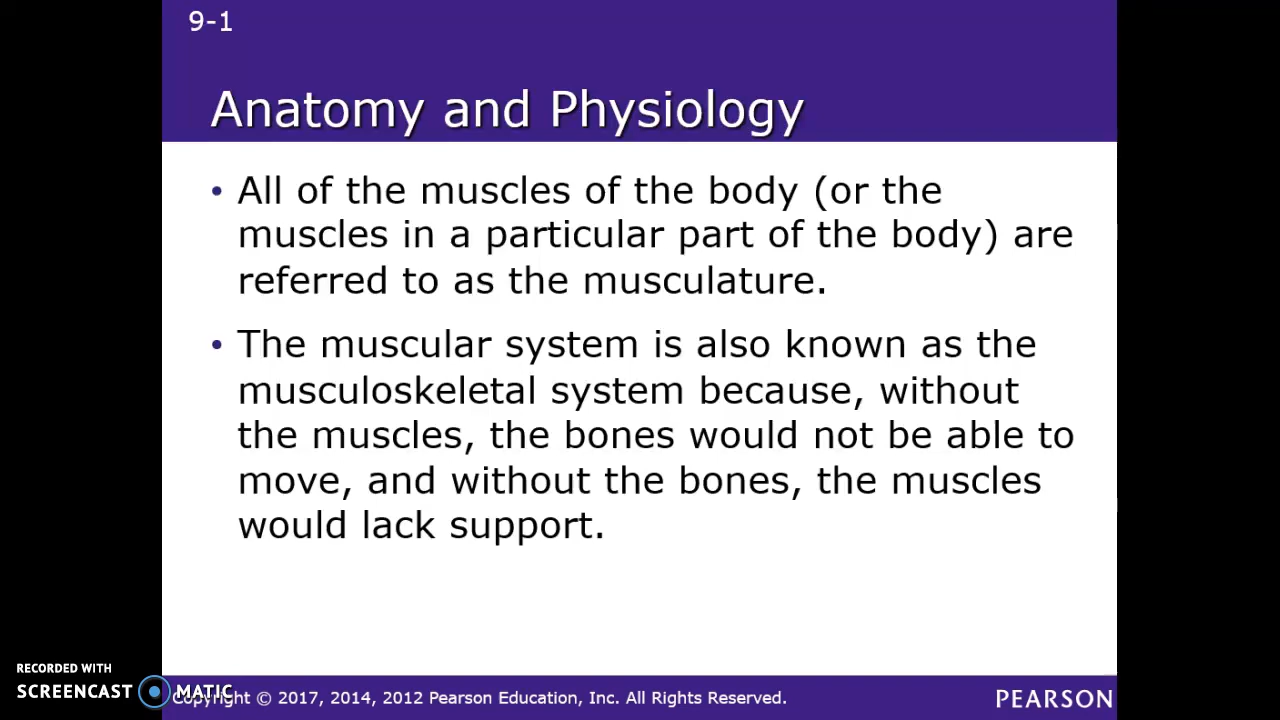 9-1
Anatomy and Physiology
• All of the muscles of the body (or the
muscles in a particular part of the body) are
referred to as the musculature.
• The muscular system is also known as the
musculoskeletal system because, without
the muscles, the bones would not be able to
move, and without the bones, the muscles
would lack support.
RECORDED WITH
SCREENCAST MATIC
Copyright © 2017, 2014, 2012 Pearson Education, Inc. All Rights Reserved.
PEARSON